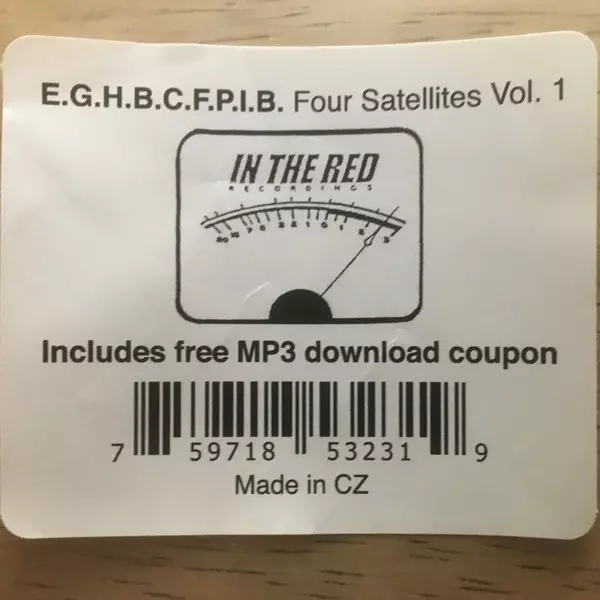 E.G.H.B.C.F.P.I.B. Four Satellites Vol. 1
IN THE RED
RECORDINGS
Includes free MP3 download coupon
7 59718 53231 9
Made in CZ